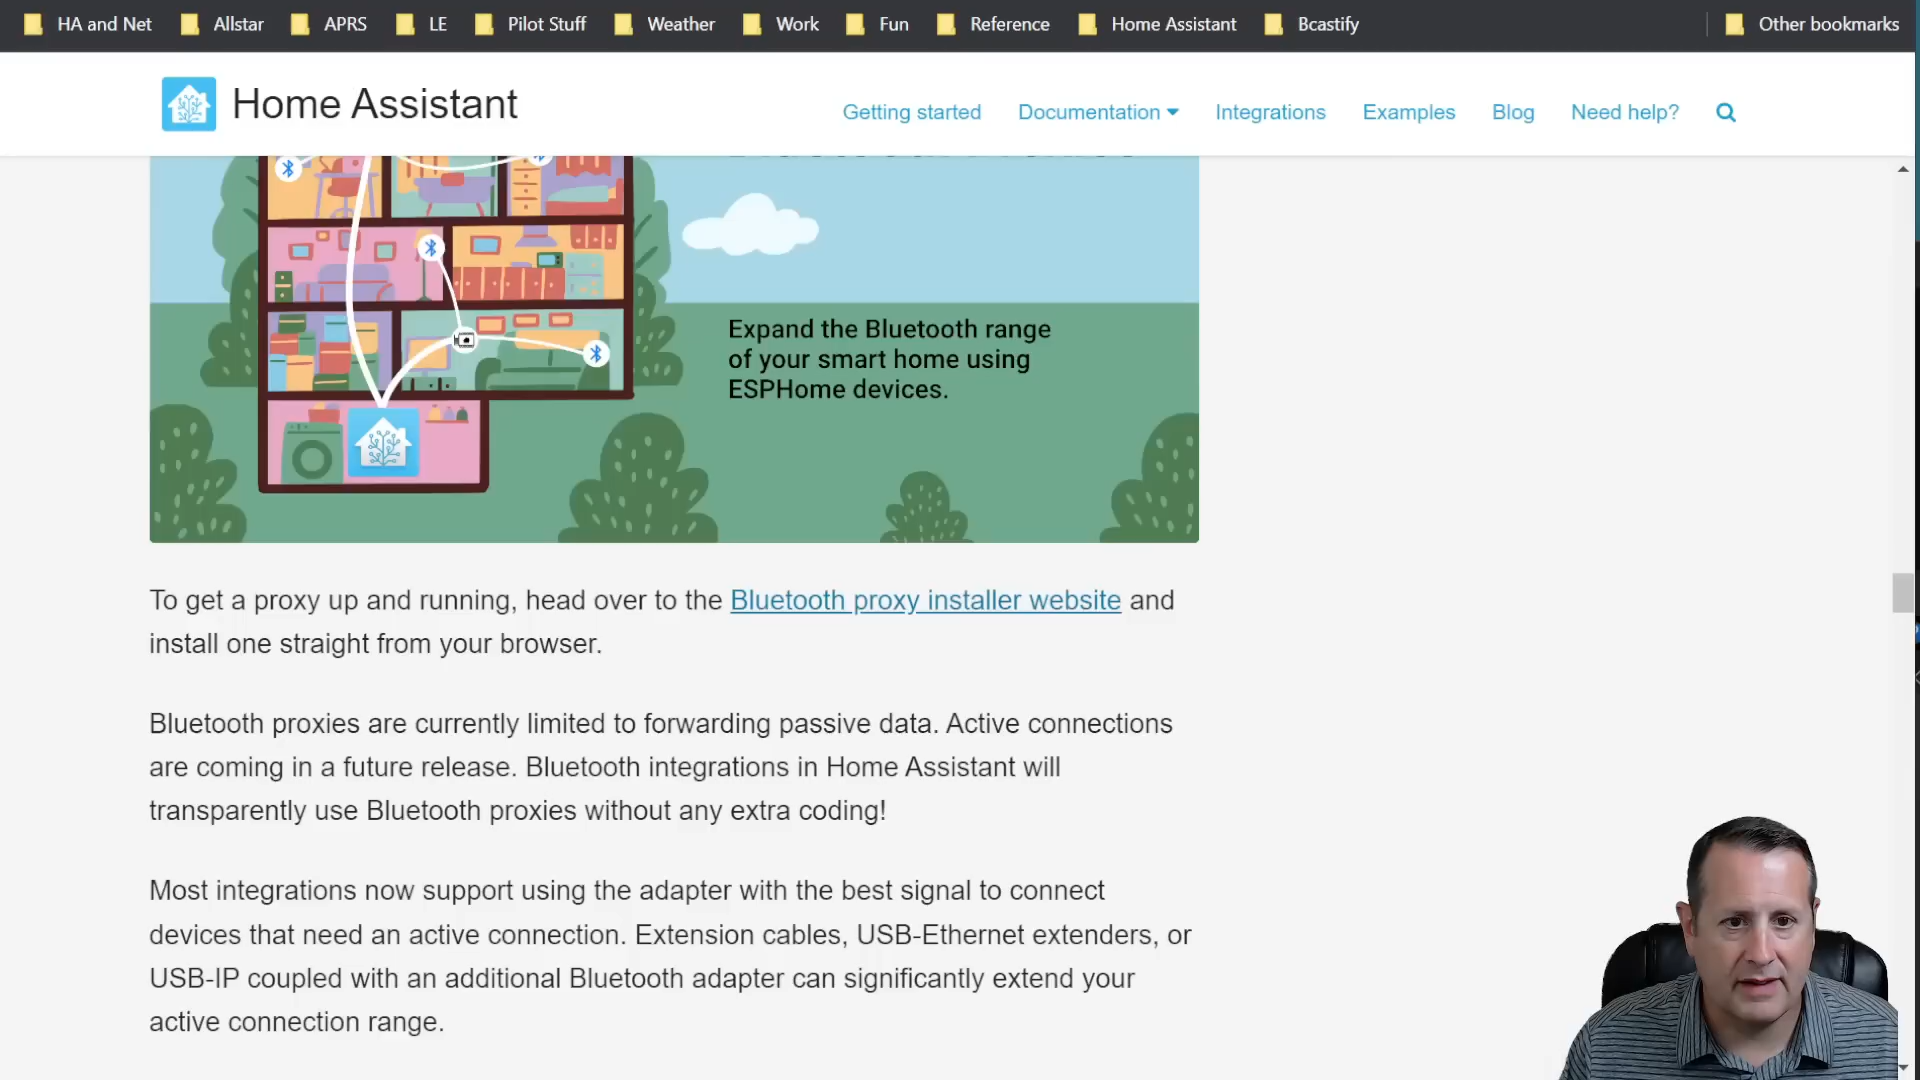 HA and Net Allstar APRS LE Pilot Stuff Weather Work Fun Reference Home Assistant Bcastify Other bookmarks
Home Assistant
Getting started Documentation Integrations Examples Blog Need help?
Expand the Bluetooth range
of your smart home using
ESPHome devices.
To get a proxy up and running, head over to the Bluetooth proxy installer website and
install one straight from your browser.
Bluetooth proxies are currently limited to forwarding passive data. Active connections
are coming in a future release. Bluetooth integrations in Home Assistant will
transparently use Bluetooth proxies without any extra coding!
Most integrations now support using the adapter with the best signal to connect
devices that need an active connection. Extension cables, USB-Ethernet extenders, or
USB-IP coupled with an additional Bluetooth adapter can significantly extend your
active connection range.